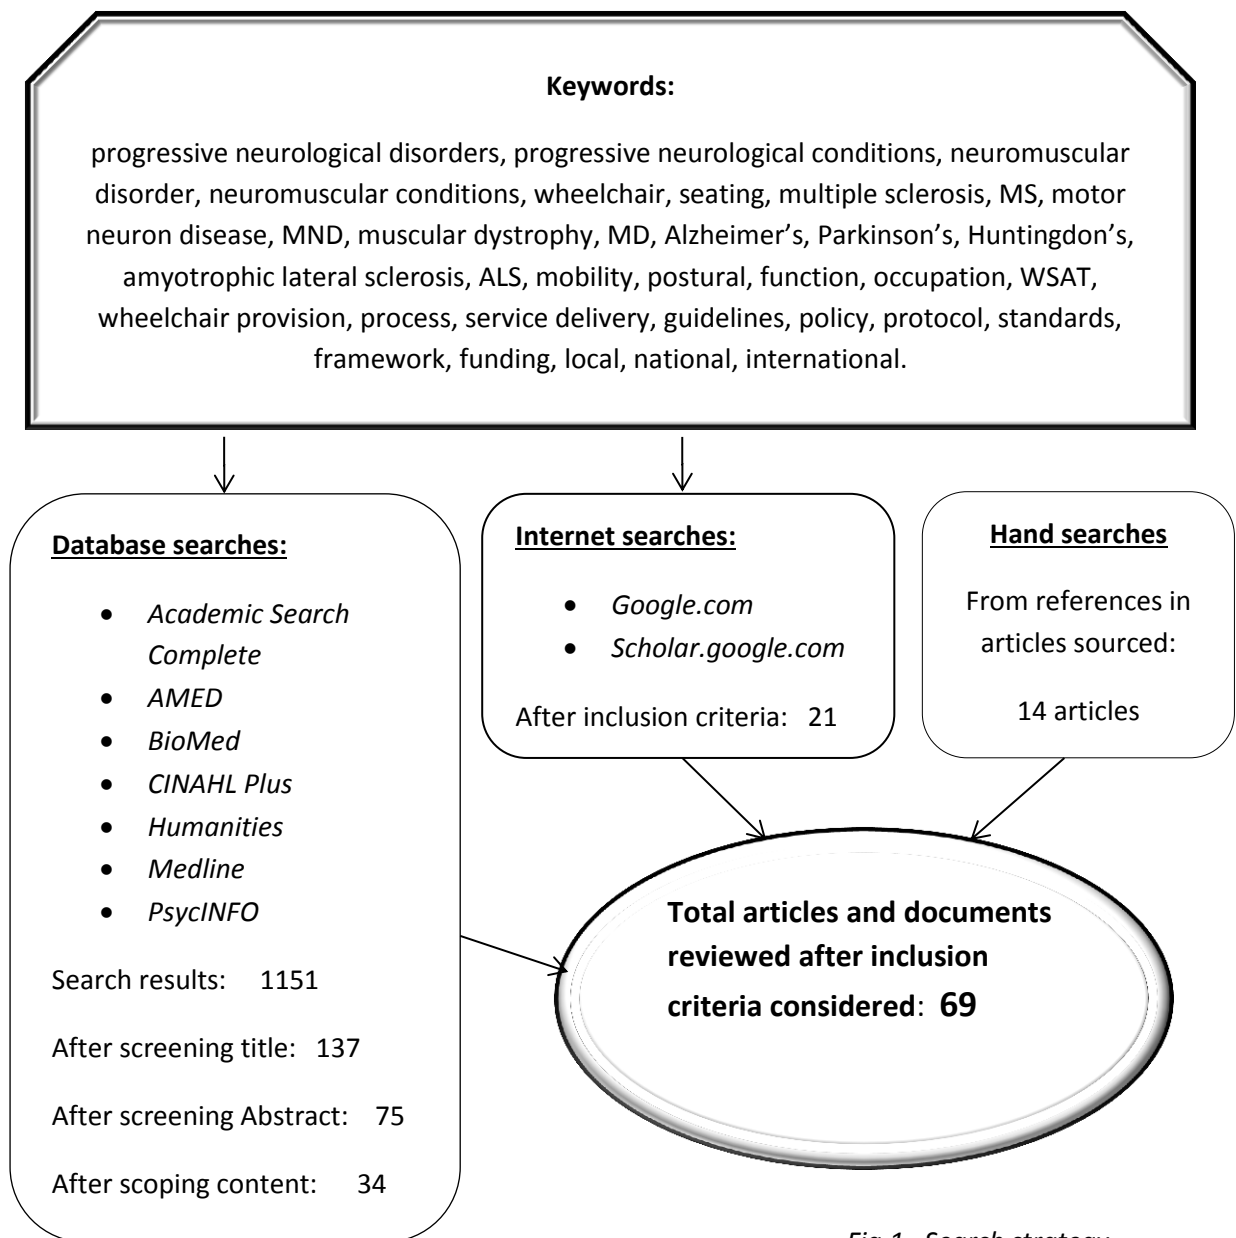 Keywords:
progressive neurological disorders, progressive neurological conditions, neuromuscular
disorder, neuromuscular conditions, wheelchair, seating, multiple sclerosis, MS, motor
neuron disease, MND, muscular dystrophy, MD, Alzheimer’s, Parkinson’s, Huntingdon’s,
amyotrophic lateral sclerosis, ALS, mobility, postural, function, occupation, WSAT,
wheelchair provision, process, service delivery, guidelines, policy, protocol, standards,
framework, funding, local, national, international.
Database searches:
• Academic Search
Complete
• AMED
• BioMed
• CINAHL Plus
• Humanities
• Medline
• PsycINFO
Search results: 1151
After screening title: 137
After screening Abstract: 75
After scoping content: 34
Internet searches:
• Google.com
• Scholar.google.com
After inclusion criteria: 21
Hand searches
From references in
articles sourced:
14 articles
Total articles and documents
reviewed after inclusion
criteria considered: 69
Fig 1. Search strategy